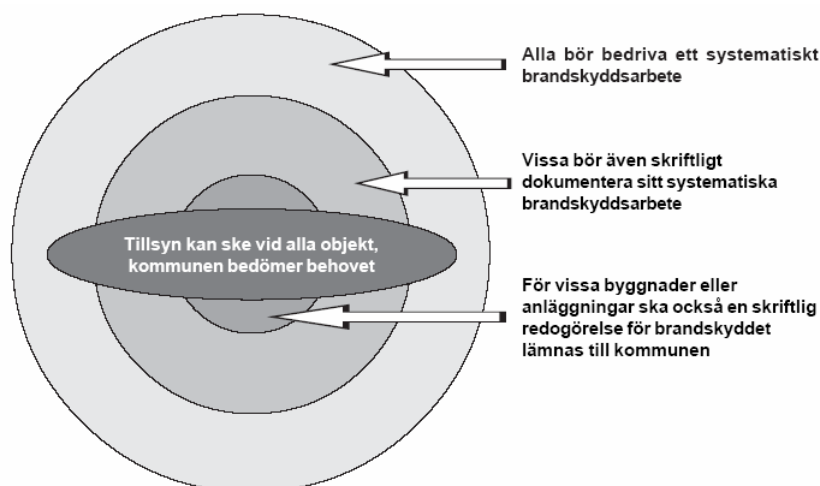 Alla bör bedriva ett systematiskt
brandskyddsarbete
Vissa bör även skriftligt
dokumentera sitt systematiska
brandskyddsarbete
Tillsyn kan ske vid alla objekt,
kommunen bedömer behovet
För vissa byggnader eller
anläggningar ska också en skriftlig
redogörelse för brandskyddet
lämnas till kommunen